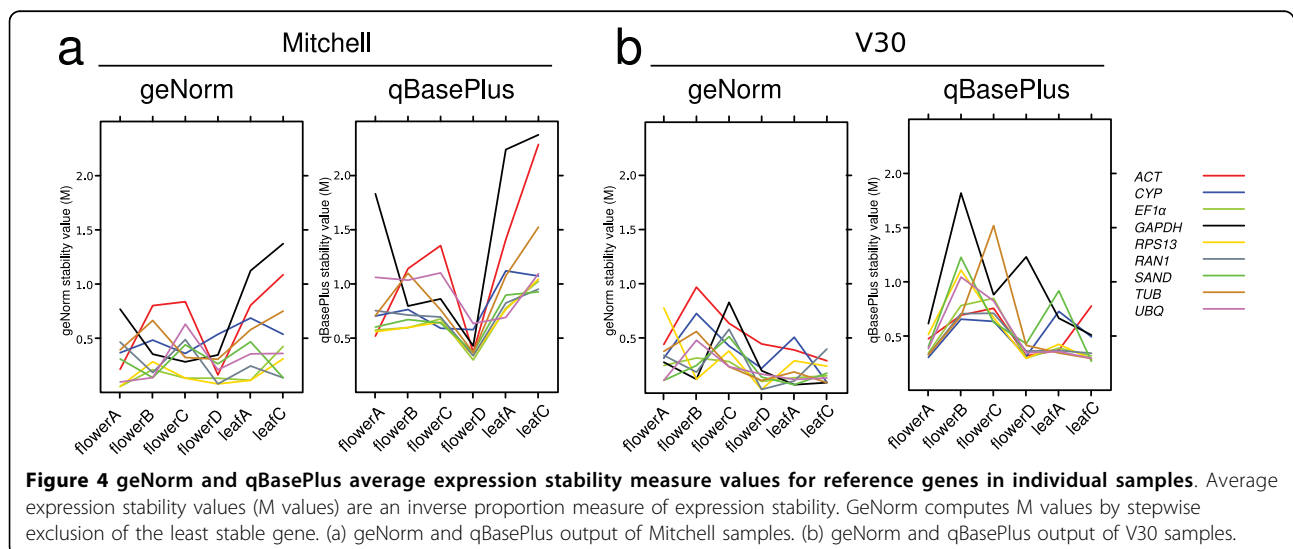 a Mitchell
geNorm
qBasePlus
geNorm stability value (M)
2.0
1.5
1.0
0.5
flowerA
flowerB
flowerC
flowerD
leafA
leafC
qBasePlus stability value (M)
2.0
1.5
1.0
0.5
flowerA
flowerB
flowerC
flowerD
leafA
leafC
b V30
geNorm
qBasePlus
geNorm stability value (M)
2.0
1.5
1.0
0.5
flowerA
flowerB
flowerC
flowerD
leafA
leafC
qBasePlus stability value (M)
2.0
1.5
1.0
0.5
flowerA
flowerB
flowerC
flowerD
leafA
leafC
ACT
CYP
EF1α
GAPDH
RPS13
RAN1
SAND
TUB
UBQ
Figure 4 geNorm and qBasePlus average expression stability measure values for reference genes in individual samples. Average
expression stability values (M values) are an inverse proportion measure of expression stability. GeNorm computes M values by stepwise
exclusion of the least stable gene. (a) geNorm and qBasePlus output of Mitchell samples. (b) geNorm and qBasePlus output of V30 samples.